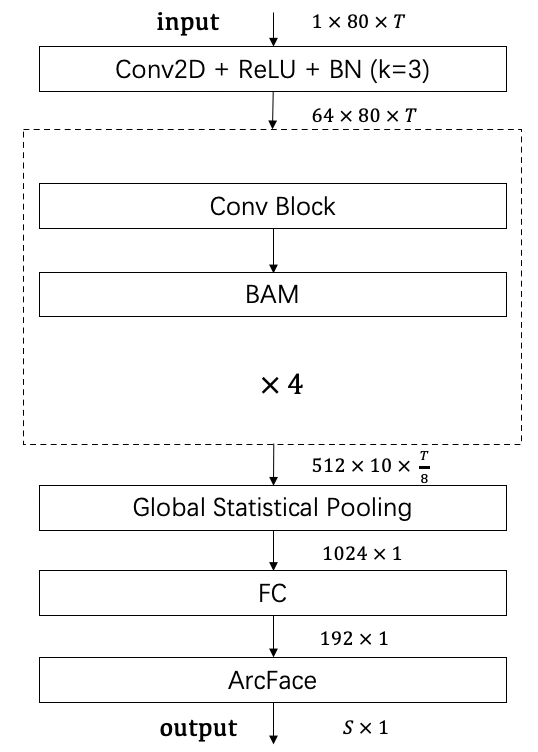 input 1 × 80 × T
Conv2D + ReLU + BN (k=3)
64 × 80 × T
Conv Block
BAM
× 4
512 × 10 × T/8
Global Statistical Pooling
1024 × 1
FC
192 × 1
ArcFace
output S × 1